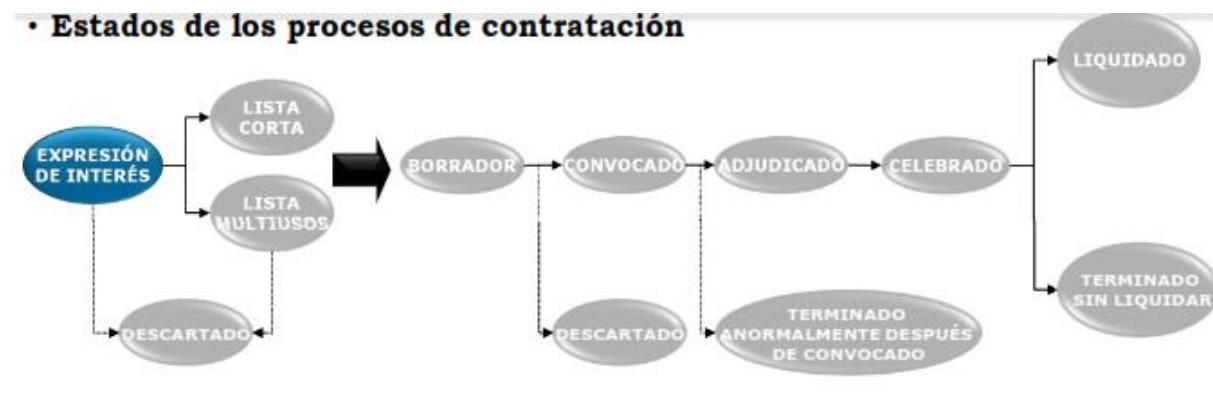 • Estados de los procesos de contratación
EXPRESIÓN
DE INTERÉS
LISTA
CORTA
LISTA
MULTIUSOS
DESCARTADO
BORRADOR
CONVOCADO
ADJUDICADO
CELEBRADO
DESCARTADO
TERMINADO
ANORMALMENTE DESPUÉS
DE CONVOCADO
LIQUIDADO
TERMINADO
SIN LIQUIDAR